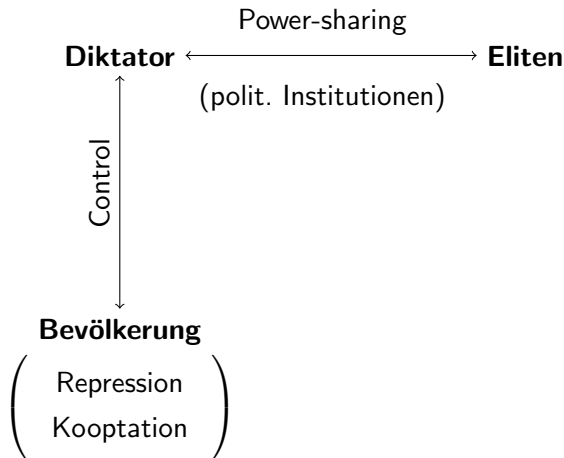 Power-sharing
Diktator
Eliten
(polit. Institutionen)
Control
Bevölkerung
Repression
Kooptation